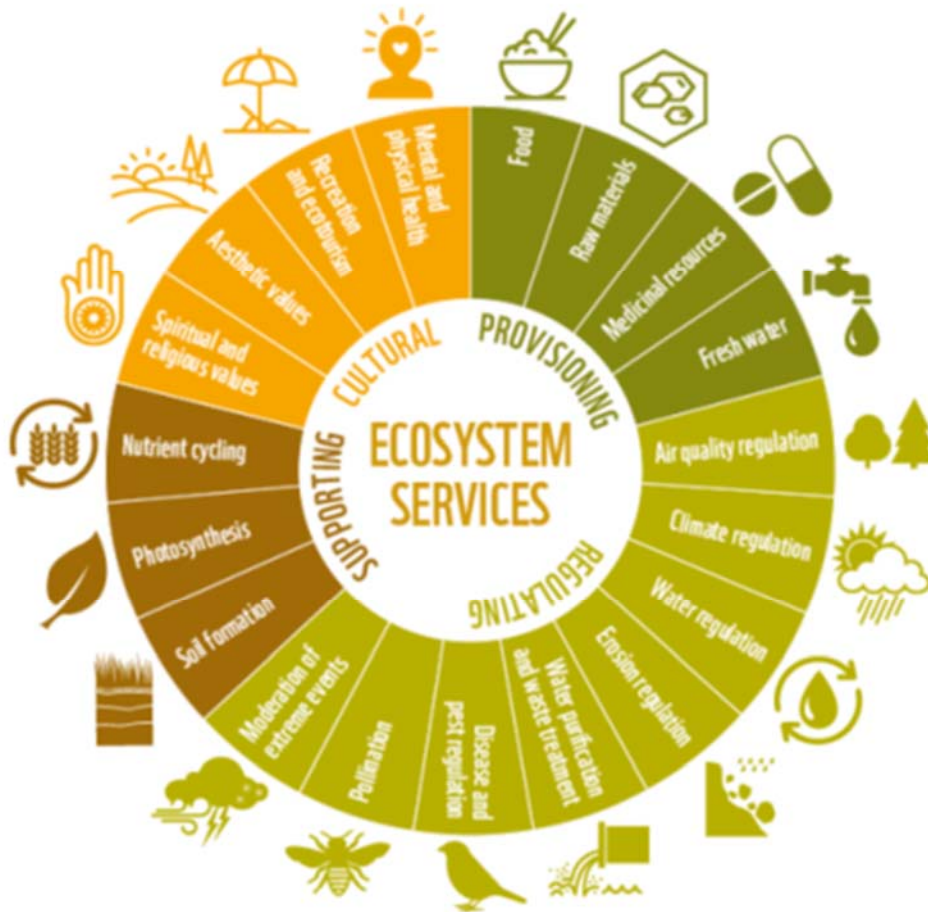 ECOSYSTEM
SERVICES
PROVISIONING
Food
Raw materials
Medicinal resources
Fresh water
REGULATING
Air quality regulation
Climate regulation
Water regulation
Erosion regulation
Water purification
and waste treatment
Disease and
pest regulation
Pollination
Moderation of
extreme events
SUPPORTING
Soil formation
Photosynthesis
Nutrient cycling
CULTURAL
Spiritual and
religious values
Aesthetic values
Recreation
and ecotourism
Mental and
physical health